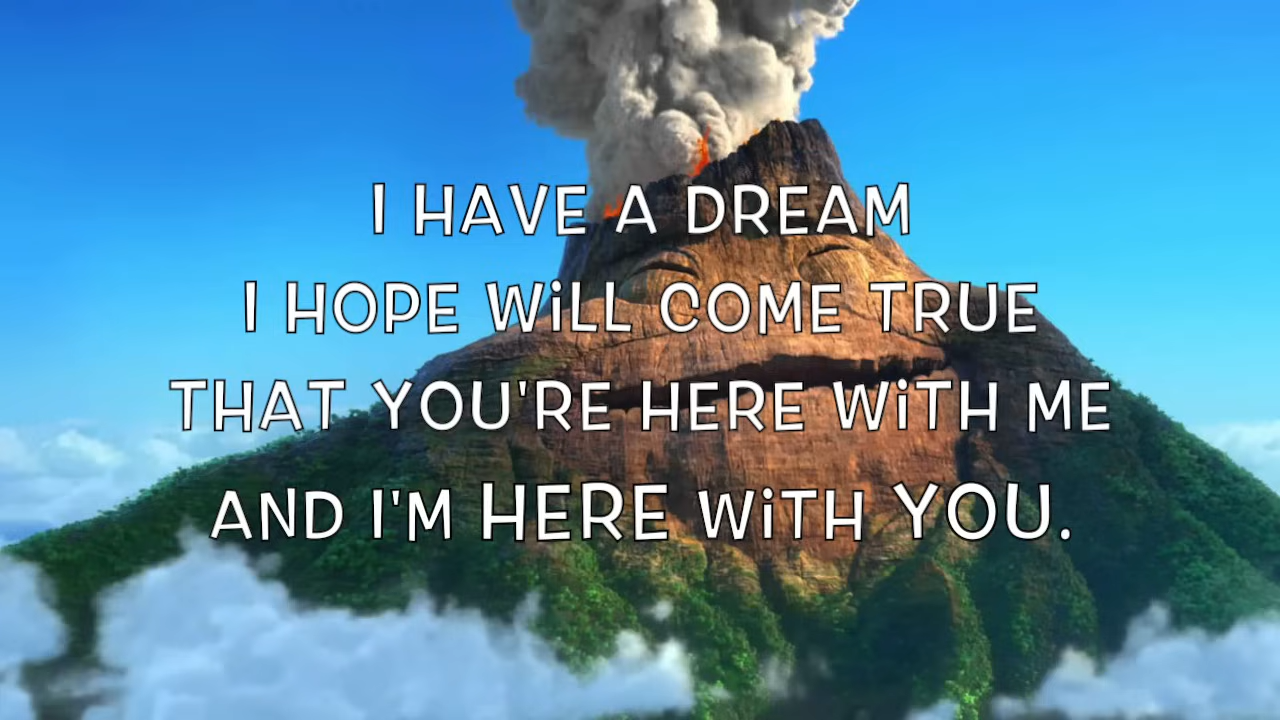 I HAVE A DREAM
I HOPE WiLL COME TRUE
THAT YOU'RE HERE WiTH ME
AND I'M HERE WiTH YOU.